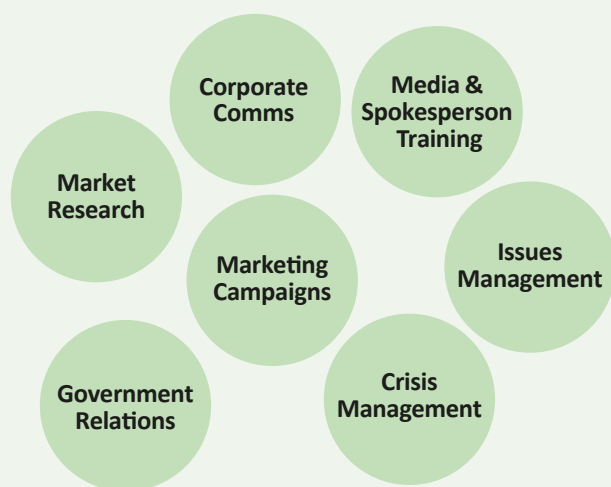 Corporate
Comms
Media &
Spokesperson
Training
Market
Research
Marketing
Campaigns
Issues
Management
Government
Relations
Crisis
Management